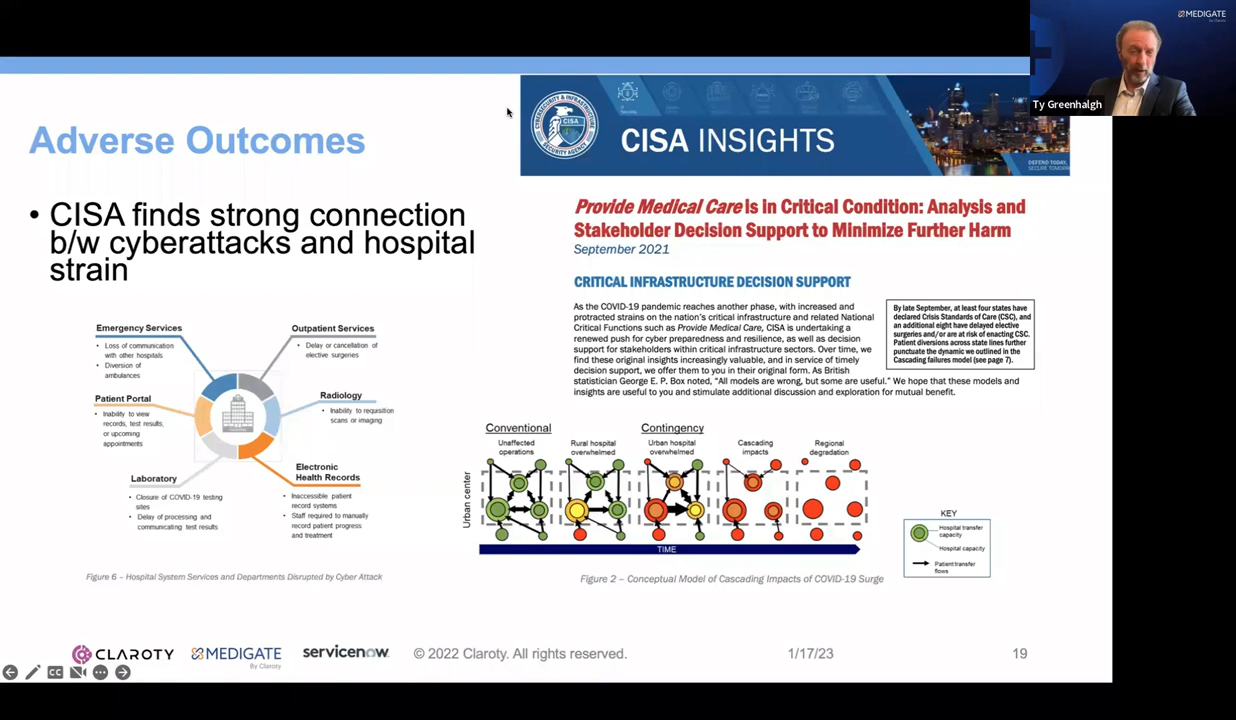 MEDIGATE
by Claroty
Ty Greenhalgh
Adverse Outcomes
• CISA finds strong connection
b/w cyberattacks and hospital
strain
CYBERSECURITY & INFRASTRUCTURE
CISA
SECURITY AGENCY
CISA INSIGHTS
DEFEND TODAY,
SECURE TOMORROW
Provide Medical Care is in Critical Condition: Analysis and
Stakeholder Decision Support to Minimize Further Harm
September 2021
CRITICAL INFRASTRUCTURE DECISION SUPPORT
As the COVID-19 pandemic reaches another phase, with increased and
protracted strains on the nation's critical infrastructure and related National
Critical Functions such as Provide Medical Care, CISA is undertaking a
renewed push for cyber preparedness and resilience, as well as decision
support for stakeholders within critical infrastructure sectors. Over time, we
find these original insights increasingly valuable, and in service of timely
decision support, we offer them to you in their original form. As British
statistician George E. P. Box noted, "All models are wrong, but some are useful." We hope that these models and
insights are useful to you and stimulate additional discussion and exploration for mutual benefit.
By late September, at least four states have
declared Crisis Standards of Care (CSC), and
an additional eight have delayed elective
surgeries and/or are at risk of enacting CSC.
Patient diversions across state lines further
punctuate the dynamic we outlined in the
Cascading failures model (see page 7).
Emergency Services
• Loss of communication
with other hospitals
• Diversion of
ambulances
Outpatient Services
• Delay or cancellation of
elective surgeries
Patient Portal
• Inability to view
records, test results,
or upcoming
appointments
Radiology
• Inability to requisition
scans or imaging
Laboratory
• Closure of COVID-19 testing
sites
• Delay of processing and
communicating test results
Electronic
Health Records
• Inaccessible patient
record systems
• Staff required to manually
record patient progress
and treatment
Figure 6 – Hospital System Services and Departments Disrupted by Cyber Attack
Conventional
Contingency
Unaffected
operations
Rural hospital
overwhelmed
Urban hospital
overwhelmed
Cascading
impacts
Regional
degradation
Urban center
TIME
KEY
Hospital transfer
capacity
Hospital capacity
Patient transfer
flows
Figure 2 – Conceptual Model of Cascading Impacts of COVID-19 Surge
CLAROTY
MEDIGATE
By Claroty
servicenow
© 2022 Claroty. All rights reserved.
1/17/23
19
CC